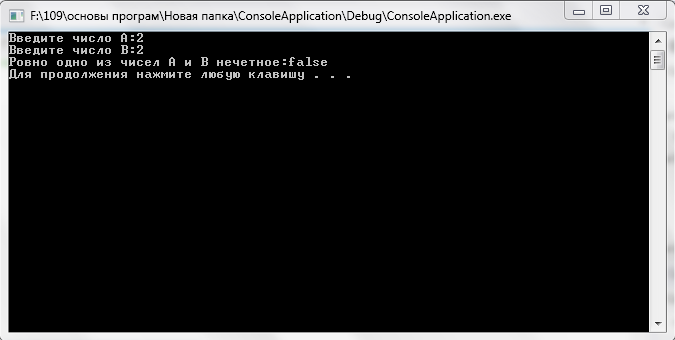 F:\109\основы програм\Новая папка\ConsoleApplication\Debug\ConsoleApplication.exe
Введите число A:2
Введите число B:2
Ровно одно из чисел A и B нечетное:false
Для продолжения нажмите любую клавишу . . .